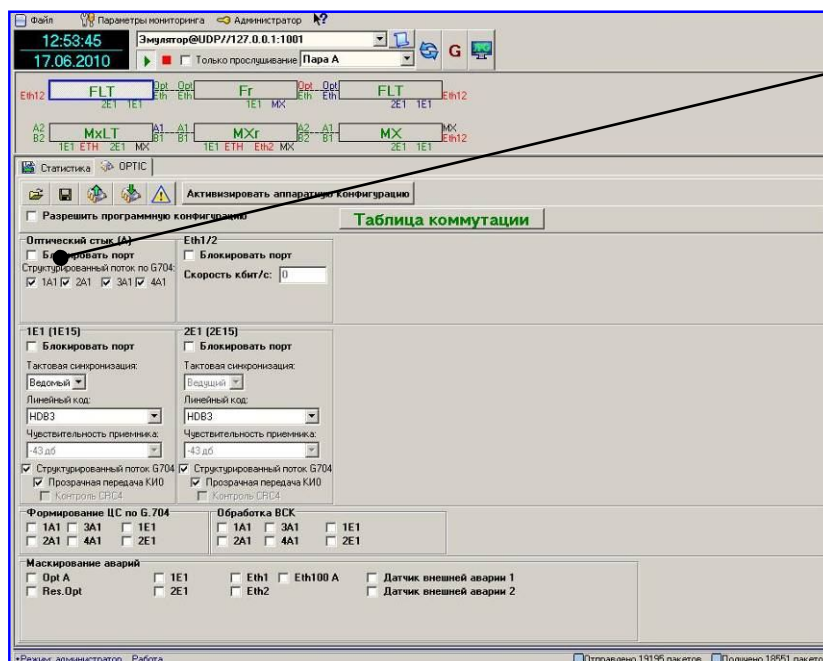 Файл Параметры мониторинга Администратор
12:53:45 Эмулятор@UDP//127.0.0.1:1001
17.06.2010 Только прослушивание Пара А G
Eth12 FLT Opt Opt Fr Opt Opt FLT Eth12
Eth Eth Eth Eth
2E1 1E1 1E1 MX 2E1 1E1
A2 MxLT A1 A1 MXr A2 A1 MX MX
B2 B1 B1 B2 B1 Eth12
1E1 ETH 2E1 MX 1E1 ETH Eth2 MX 2E1 1E1
Статистика OPTIC
Активизировать аппаратную конфигурацию
Разрешить программную конфигурацию Таблица коммутации
Оптический стык (А) Eth1/2
Блокировать порт Блокировать порт
Структурированный поток по G704: Скорость кбит/с: 0
1A1 2A1 3A1 4A1
1E1 (1E15) 2E1 (2E15)
Блокировать порт Блокировать порт
Тактовая синхронизация: Тактовая синхронизация:
Ведомый Ведущий
Линейный код: Линейный код:
HDB3 HDB3
Чувствительность приемника: Чувствительность приемника:
-43 дб -43 дб
Структурированный поток G704 Структурированный поток G704
Прозрачная передача КИ0 Прозрачная передача КИ0
Контроль CRC4 Контроль CRC4
Формирование ЦС по G.704 Обработка ВСК
1A1 3A1 1E1 1A1 3A1 1E1
2A1 4A1 2E1 2A1 4A1 2E1
Маскирование аварий
Opt A 1E1 Eth1 Eth100 A Датчик внешней аварии 1
Res.Opt 2E1 Eth2 Датчик внешней аварии 2
Режим: администратор Работа Отправлено 19195 пакетов Получено 18551 пакетов